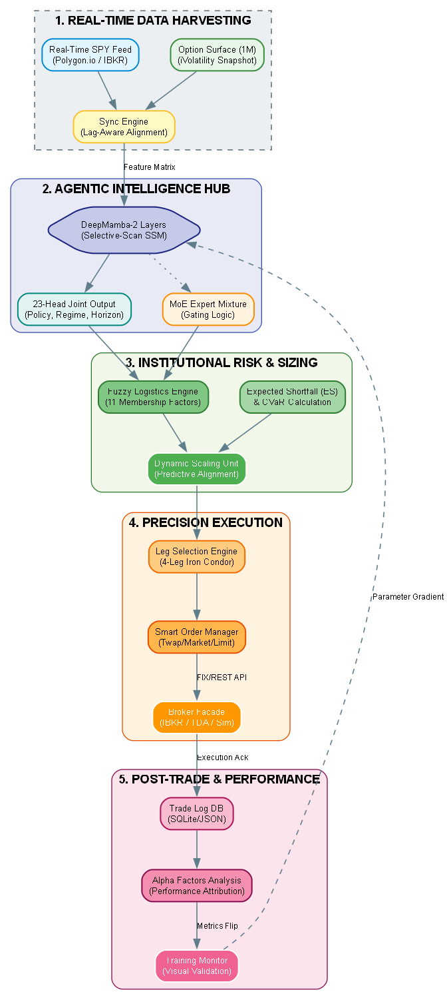 1. REAL-TIME DATA HARVESTING
Real-Time SPY Feed
(Polygon.io / IBKR)
Option Surface (1M)
(iVolatility Snapshot)
Sync Engine
(Lag-Aware Alignment)
Feature Matrix
2. AGENTIC INTELLIGENCE HUB
DeepMamba-2 Layers
(Selective-Scan SSM)
23-Head Joint Output
(Policy, Regime, Horizon)
MoE Expert Mixture
(Gating Logic)
3. INSTITUTIONAL RISK & SIZING
Fuzzy Logistics Engine
(11 Membership Factors)
Expected Shortfall (ES)
& CVaR Calculation
Dynamic Scaling Unit
(Predictive Alignment)
4. PRECISION EXECUTION
Leg Selection Engine
(4-Leg Iron Condor)
Parameter Gradient
Smart Order Manager
(Twap/Market/Limit)
FIX/REST API
Broker Facade
(IBKR / TDA / Sim)
Execution Ack
5. POST-TRADE & PERFORMANCE
Trade Log DB
(SQLite/JSON)
Alpha Factors Analysis
(Performance Attribution)
Metrics Flip
Training Monitor
(Visual Validation)